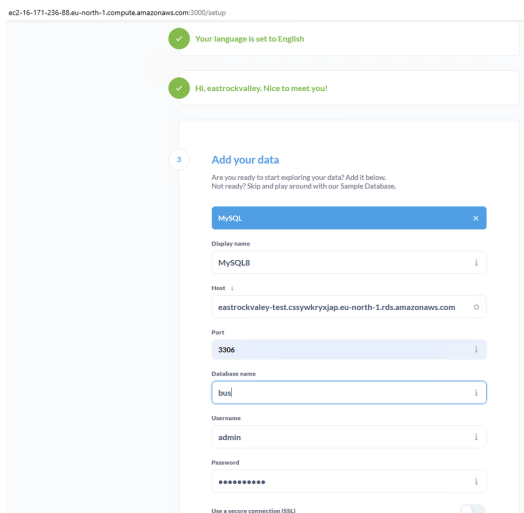 ec2-16-171-236-88.eu-north-1.compute.amazonaws.com:3000/setup
Your language is set to English
Hi, eastrockvalley. Nice to meet you!
3
Add your data
Are you ready to start exploring your data? Add it below.
Not ready? Skip and play around with our Sample Database.
MySQL
Display name
MySQL8
Host
eastrockvaley-test.cssywkryxjap.eu-north-1.rds.amazonaws.com
Port
3306
Database name
bus
Username
admin
Password
••••••••••
Use a secure connection (SSL)